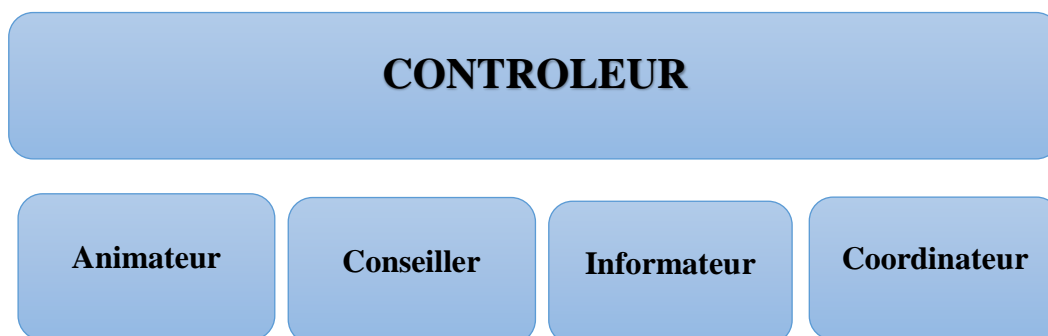 CONTROLEUR
Animateur
Conseiller
Informateur
Coordinateur